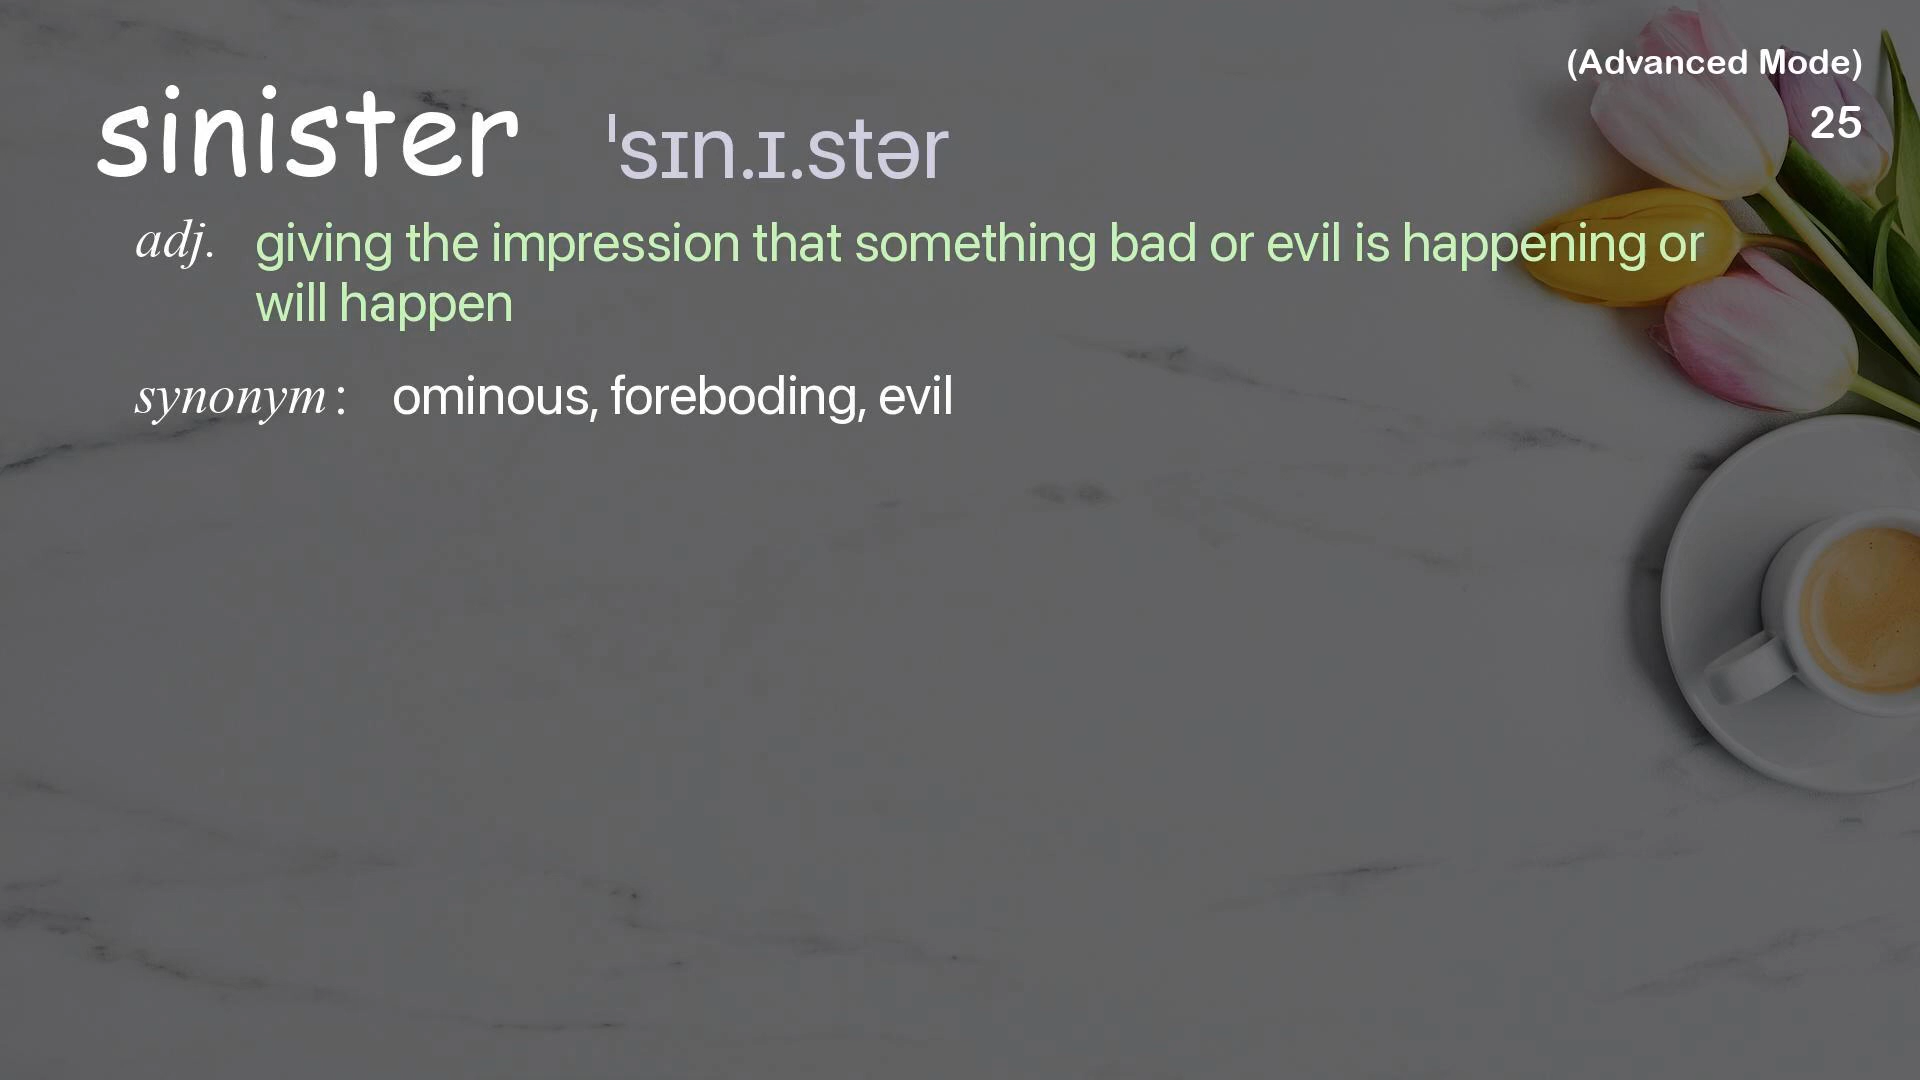 (Advanced Mode)
25
sinister ˈsɪn.ɪ.stər
adj. giving the impression that something bad or evil is happening or
will happen
synonym: ominous, foreboding, evil